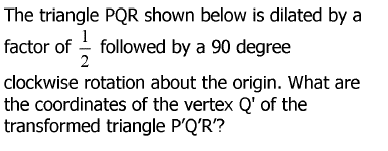 The triangle PQR shown below is dilated by a
factor of 1/2 followed by a 90 degree
clockwise rotation about the origin. What are
the coordinates of the vertex Q' of the
transformed triangle P'Q'R'?